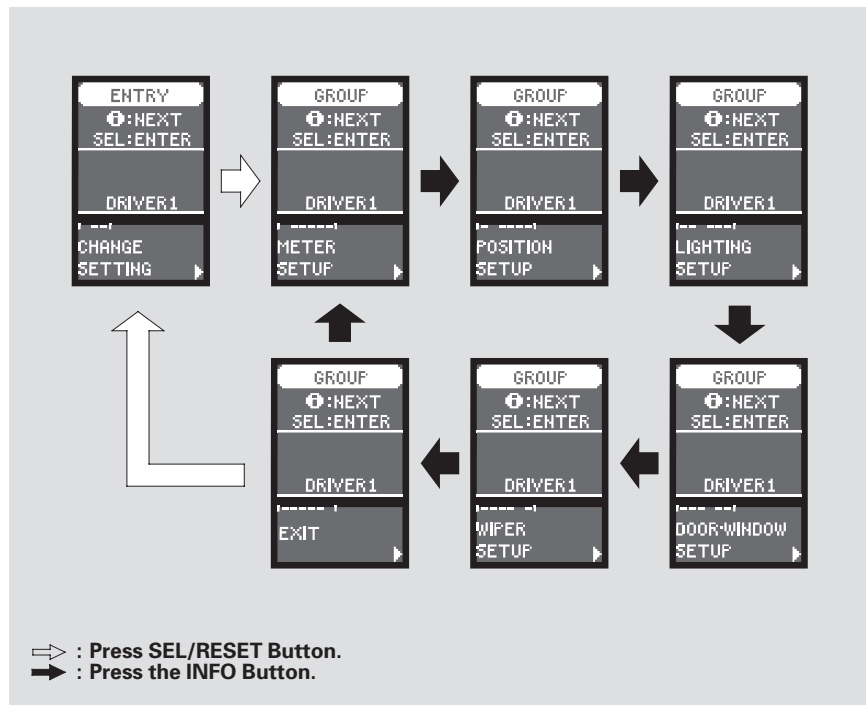 ENTRY
ⓘ:NEXT
SEL:ENTER
DRIVER1
CHANGE
SETTING
GROUP
ⓘ:NEXT
SEL:ENTER
DRIVER1
METER
SETUP
GROUP
ⓘ:NEXT
SEL:ENTER
DRIVER1
POSITION
SETUP
GROUP
ⓘ:NEXT
SEL:ENTER
DRIVER1
LIGHTING
SETUP
GROUP
ⓘ:NEXT
SEL:ENTER
DRIVER1
EXIT
GROUP
ⓘ:NEXT
SEL:ENTER
DRIVER1
WIPER
SETUP
GROUP
ⓘ:NEXT
SEL:ENTER
DRIVER1
DOOR·WINDOW
SETUP
: Press SEL/RESET Button.
: Press the INFO Button.